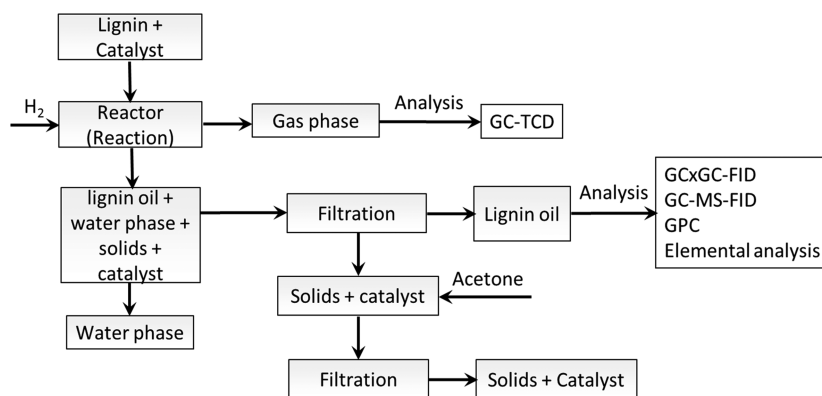 Lignin +
Catalyst
H2
Reactor
(Reaction)
Gas phase
Analysis
GC-TCD
lignin oil +
water phase +
solids +
catalyst
Filtration
Lignin oil
Analysis
GCxGC-FID
GC-MS-FID
GPC
Elemental analysis
Solids + catalyst
Acetone
Water phase
Filtration
Solids + Catalyst